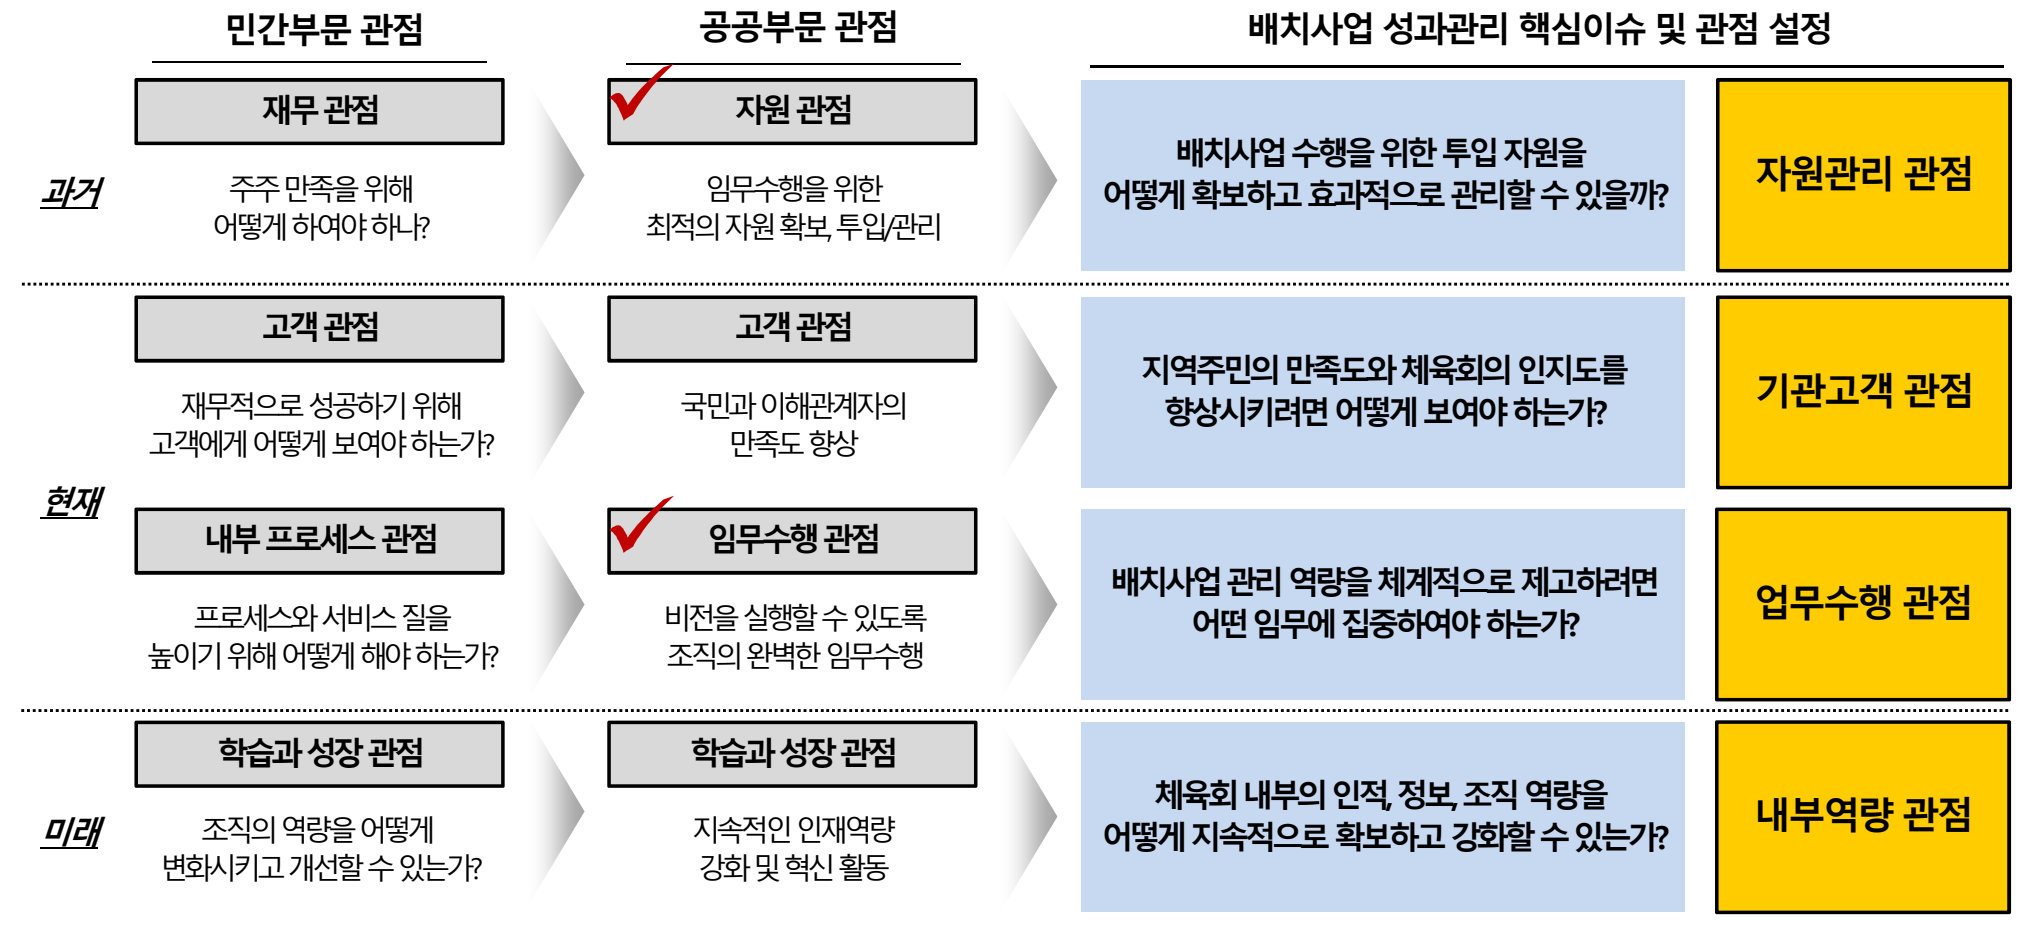 민간부문 관점
공공부문 관점
배치사업 성과관리 핵심이슈 및 관점 설정
과거
재무 관점
주주 만족을 위해
어떻게 하여야 하나?
자원 관점
임무수행을 위한
최적의 자원 확보, 투입/관리
배치사업 수행을 위한 투입 자원을
어떻게 확보하고 효과적으로 관리할 수 있을까?
자원관리 관점
현재
고객 관점
재무적으로 성공하기 위해
고객에게 어떻게 보여야 하는가?
고객 관점
국민과 이해관계자의
만족도 향상
지역주민의 만족도와 체육회의 인지도를
향상시키려면 어떻게 보여야 하는가?
기관고객 관점
내부 프로세스 관점
프로세스와 서비스 질을
높이기 위해 어떻게 해야 하는가?
임무수행 관점
비전을 실행할 수 있도록
조직의 완벽한 임무수행
배치사업 관리 역량을 체계적으로 제고하려면
어떤 임무에 집중하여야 하는가?
업무수행 관점
미래
학습과 성장 관점
조직의 역량을 어떻게
변화시키고 개선할 수 있는가?
학습과 성장 관점
지속적인 인재역량
강화 및 혁신 활동
체육회 내부의 인적, 정보, 조직 역량을
어떻게 지속적으로 확보하고 강화할 수 있는가?
내부역량 관점